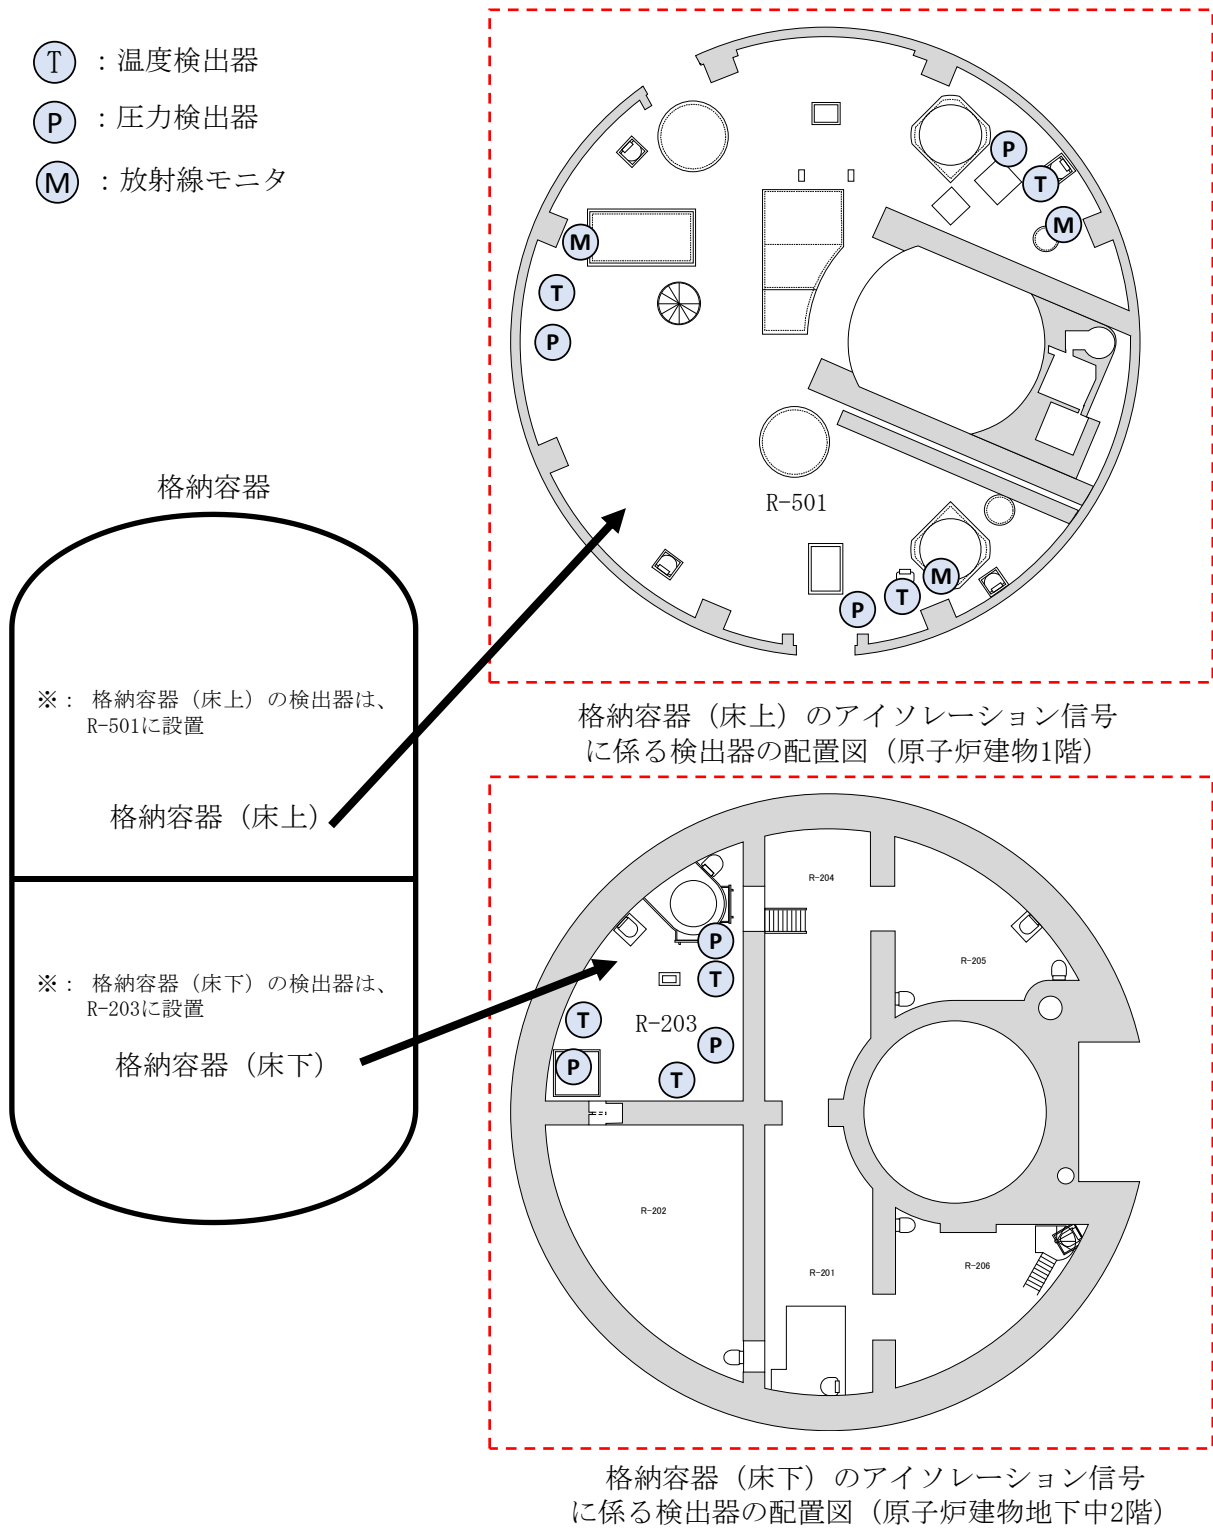 T ：温度検出器
P ：圧力検出器
M ：放射線モニタ
P
T
M
M
T
P
R-501
M
T
P
格納容器（床上）のアイソレーション信号
に係る検出器の配置図（原子炉建物1階）
格納容器
※： 格納容器（床上）の検出器は、
R-501に設置
格納容器（床上）
※： 格納容器（床下）の検出器は、
R-203に設置
格納容器（床下）
R-204
P
R-205
T
T
R-203
P
P
T
R-202
R-201
R-206
格納容器（床下）のアイソレーション信号
に係る検出器の配置図（原子炉建物地下中2階）